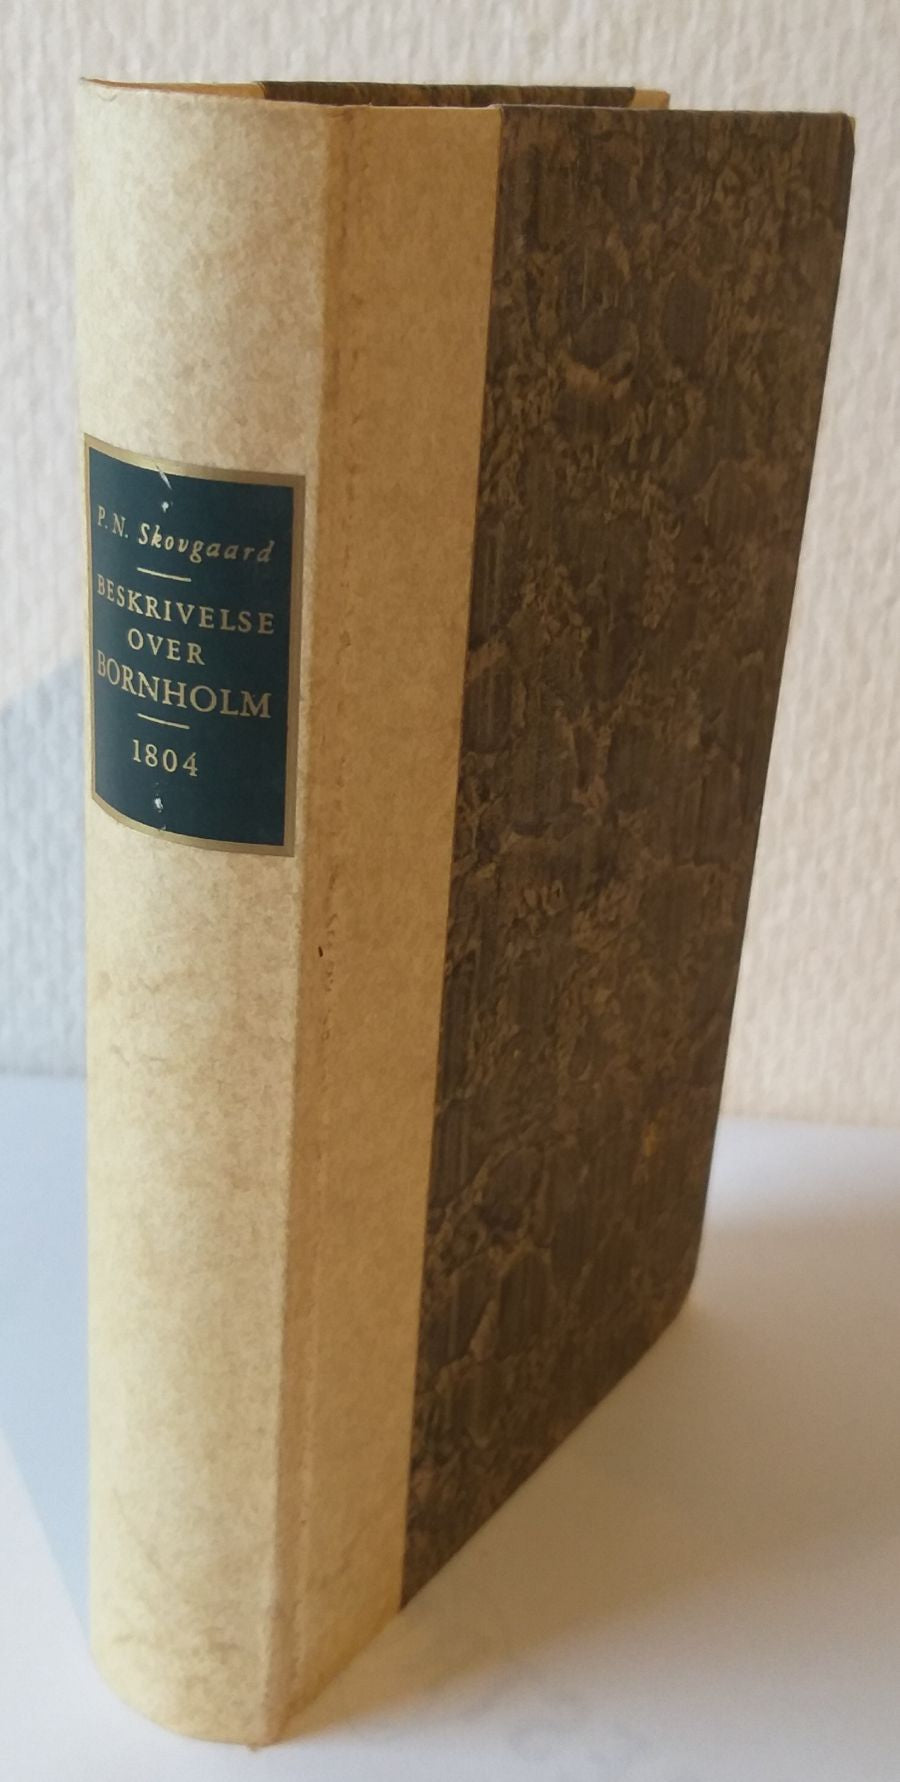 P. N. Skovgaard
BESKRIVELSE
OVER
BORNHOLM
1804